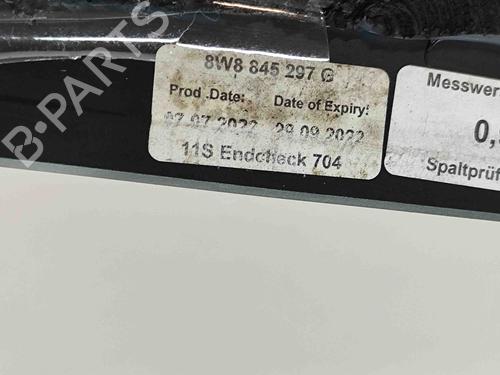 B-PARTS
8W8 845 297 G
Prod .Date: Date of Expiry:
07.07.2022 29.09.2022
11S Endcheck 704
Messwer
0,
Spaltprüf